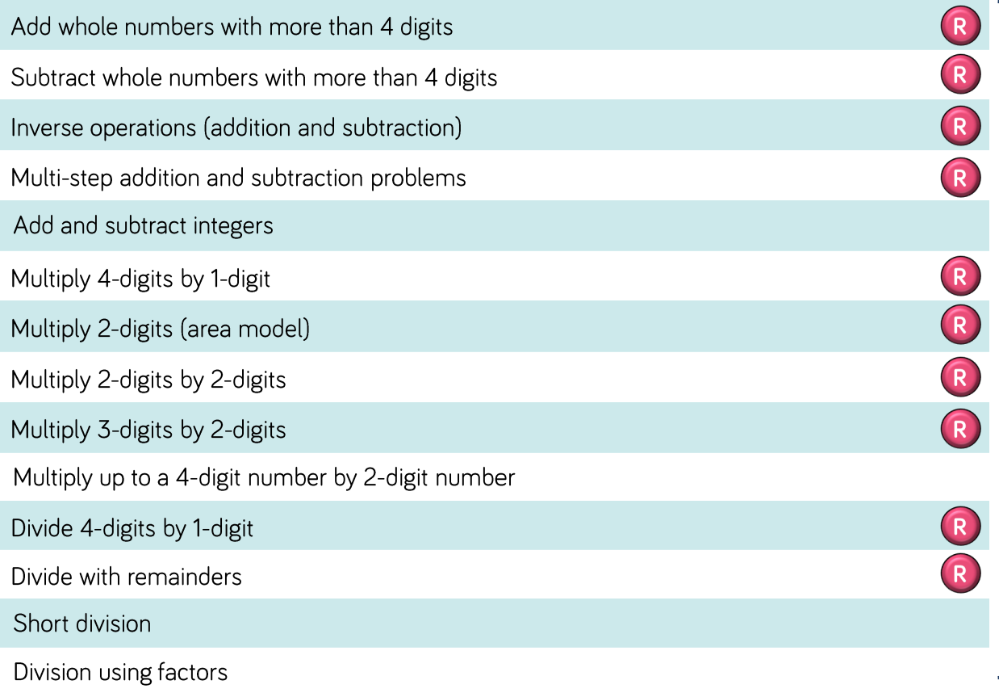 Add whole numbers with more than 4 digits R
Subtract whole numbers with more than 4 digits R
Inverse operations (addition and subtraction) R
Multi-step addition and subtraction problems R
Add and subtract integers
Multiply 4-digits by 1-digit R
Multiply 2-digits (area model) R
Multiply 2-digits by 2-digits R
Multiply 3-digits by 2-digits R
Multiply up to a 4-digit number by 2-digit number
Divide 4-digits by 1-digit R
Divide with remainders R
Short division
Division using factors